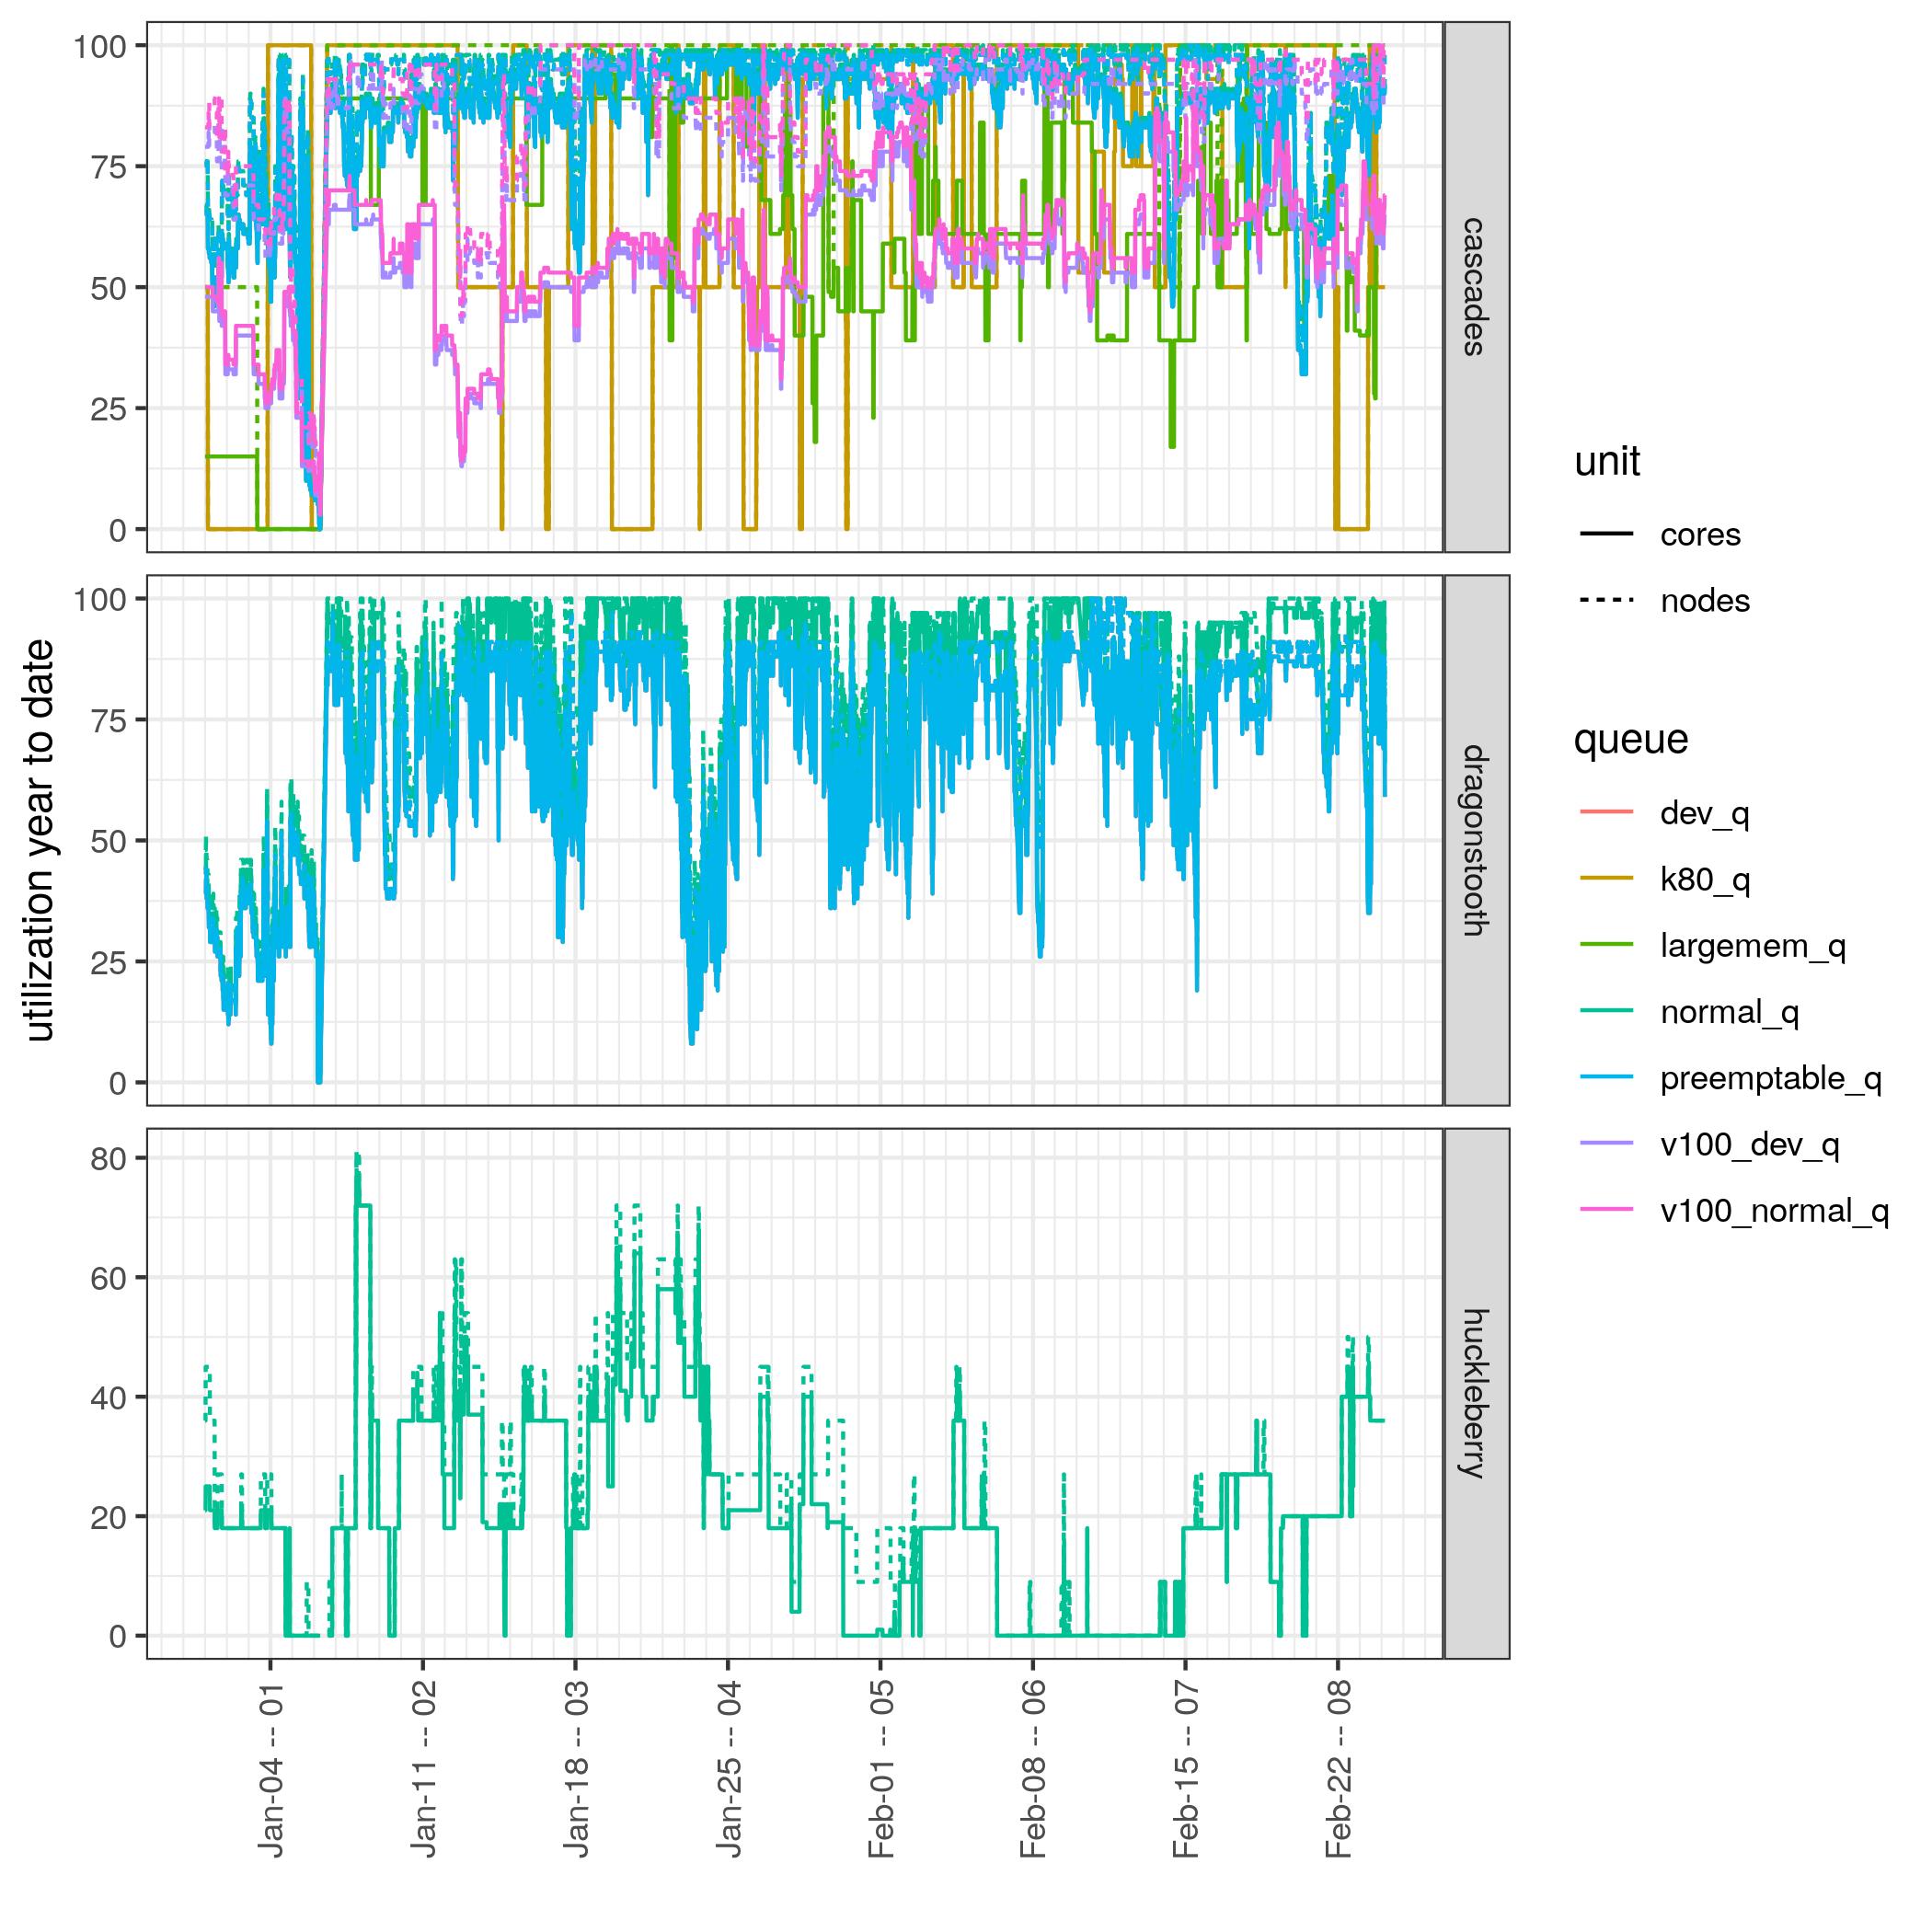 utilization year to date
100
75
50
25
0
cascades
100
75
50
25
0
dragonstooth
80
60
40
20
0
huckleberry
Jan-04 -- 01
Jan-11 -- 02
Jan-18 -- 03
Jan-25 -- 04
Feb-01 -- 05
Feb-08 -- 06
Feb-15 -- 07
Feb-22 -- 08
unit
cores
nodes
queue
dev_q
k80_q
largemem_q
normal_q
preemptable_q
v100_dev_q
v100_normal_q